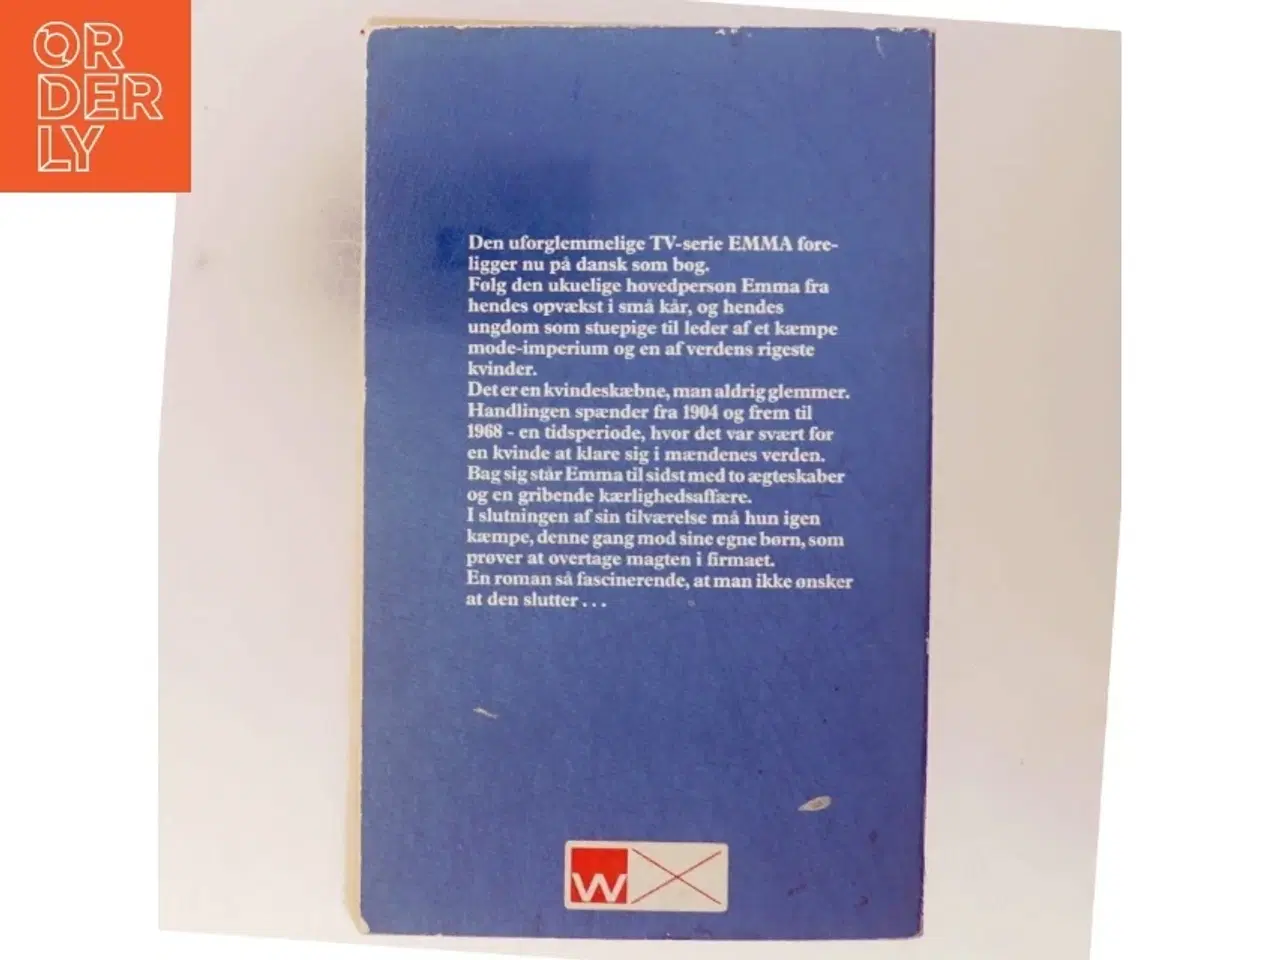 OR
DER
LY
Den uforglemmelige TV-serie EMMA fore-
ligger nu på dansk som bog.
Følg den ukuelige hovedperson Emma fra
hendes opvækst i små kår, og hendes
ungdom som stuepige til leder af et kæmpe
mode-imperium og en af verdens rigeste
kvinder.
Det er en kvindeskæbne, man aldrig glemmer.
Handlingen spænder fra 1904 og frem til
1968 - en tidsperiode, hvor det var svært for
en kvinde at klare sig i mændenes verden.
Bag sig står Emma til sidst med to ægteskaber
og en gribende kærlighedsaffære.
I slutningen af sin tilværelse må hun igen
kæmpe, denne gang mod sine egne børn, som
prøver at overtage magten i firmaet.
En roman så fascinerende, at man ikke ønsker
at den slutter . . .
W